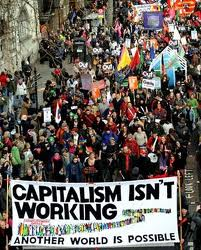 CAPITALISM ISN'T
WORKING
ANOTHER WORLD IS POSSIBLE